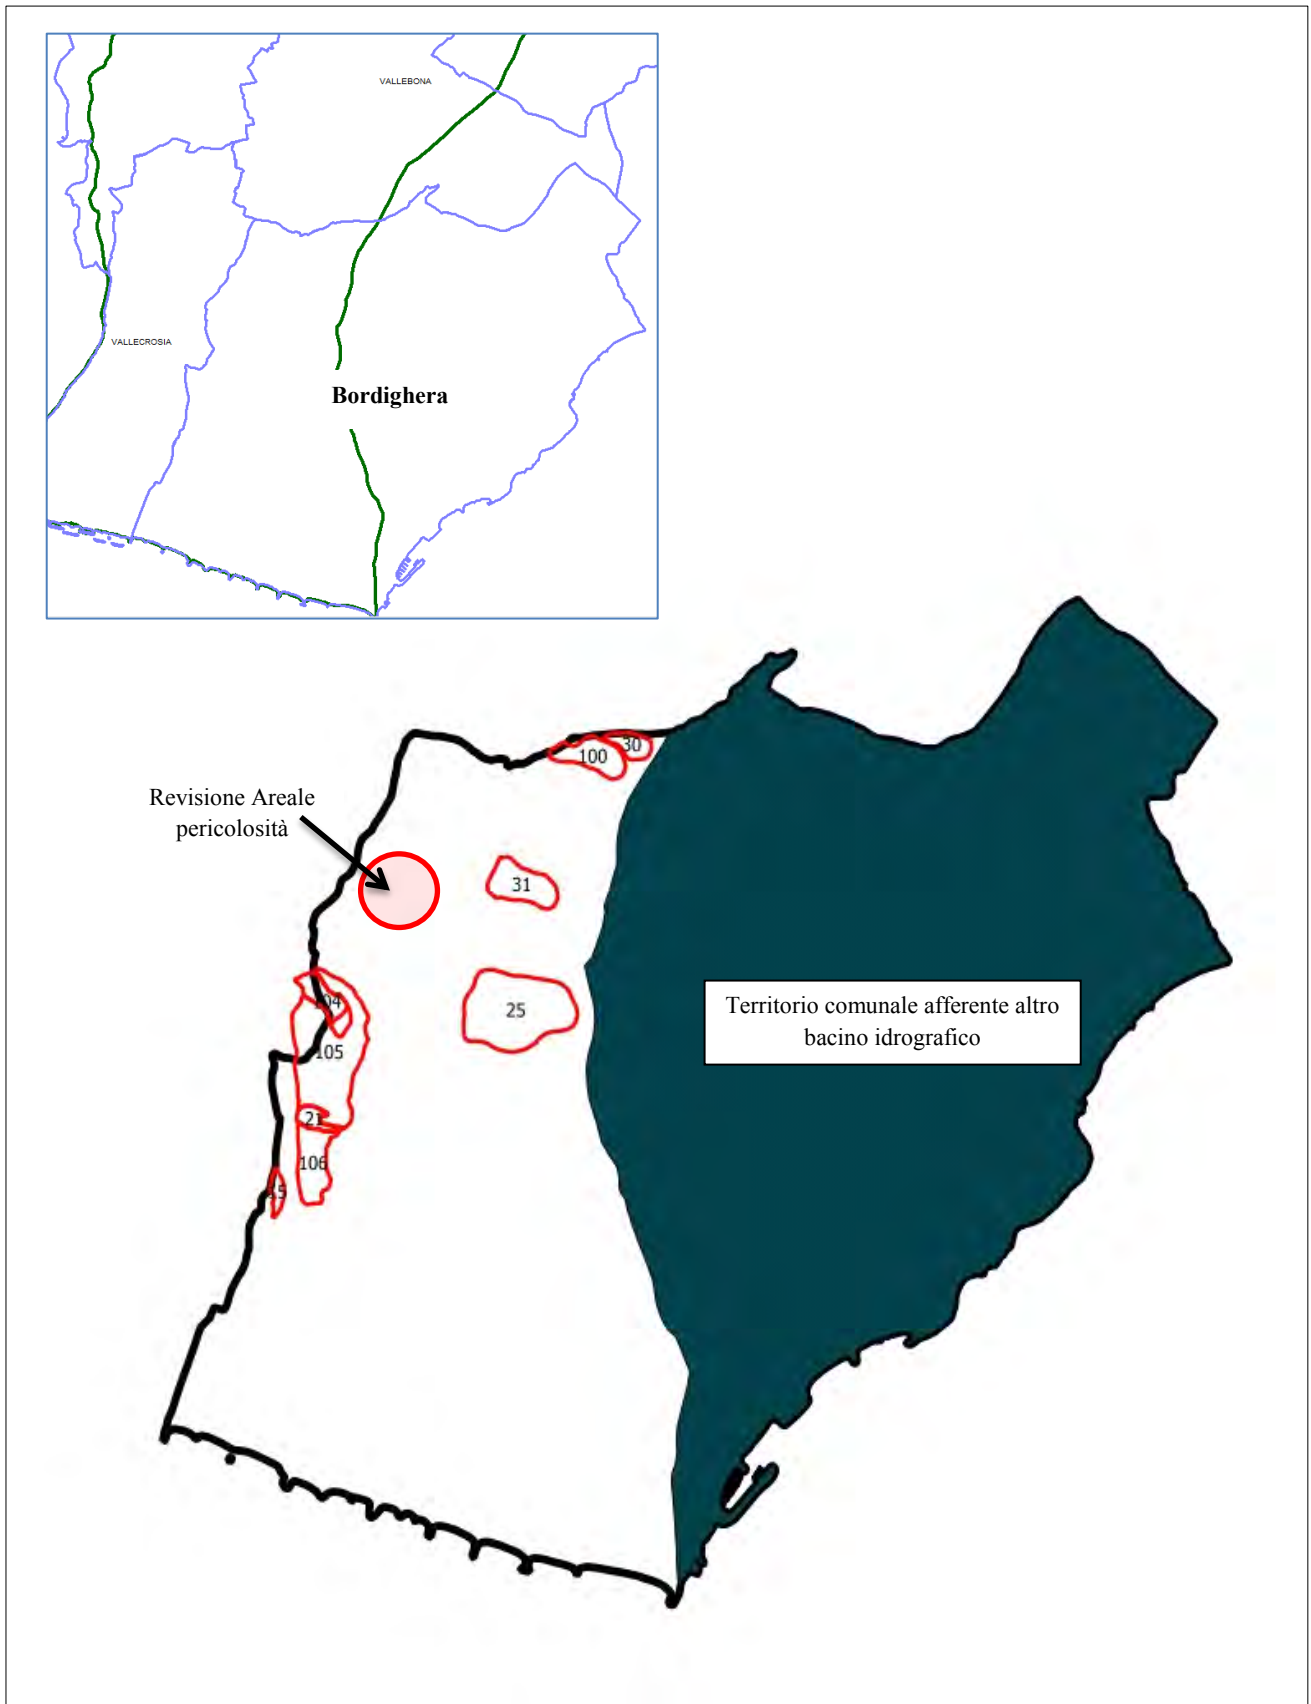 VALLEBONA
VALLECROSIA
Bordighera
30
100
Revisione Areale
pericolosità
31
25
Territorio comunale afferente altro
bacino idrografico
104
105
21
106